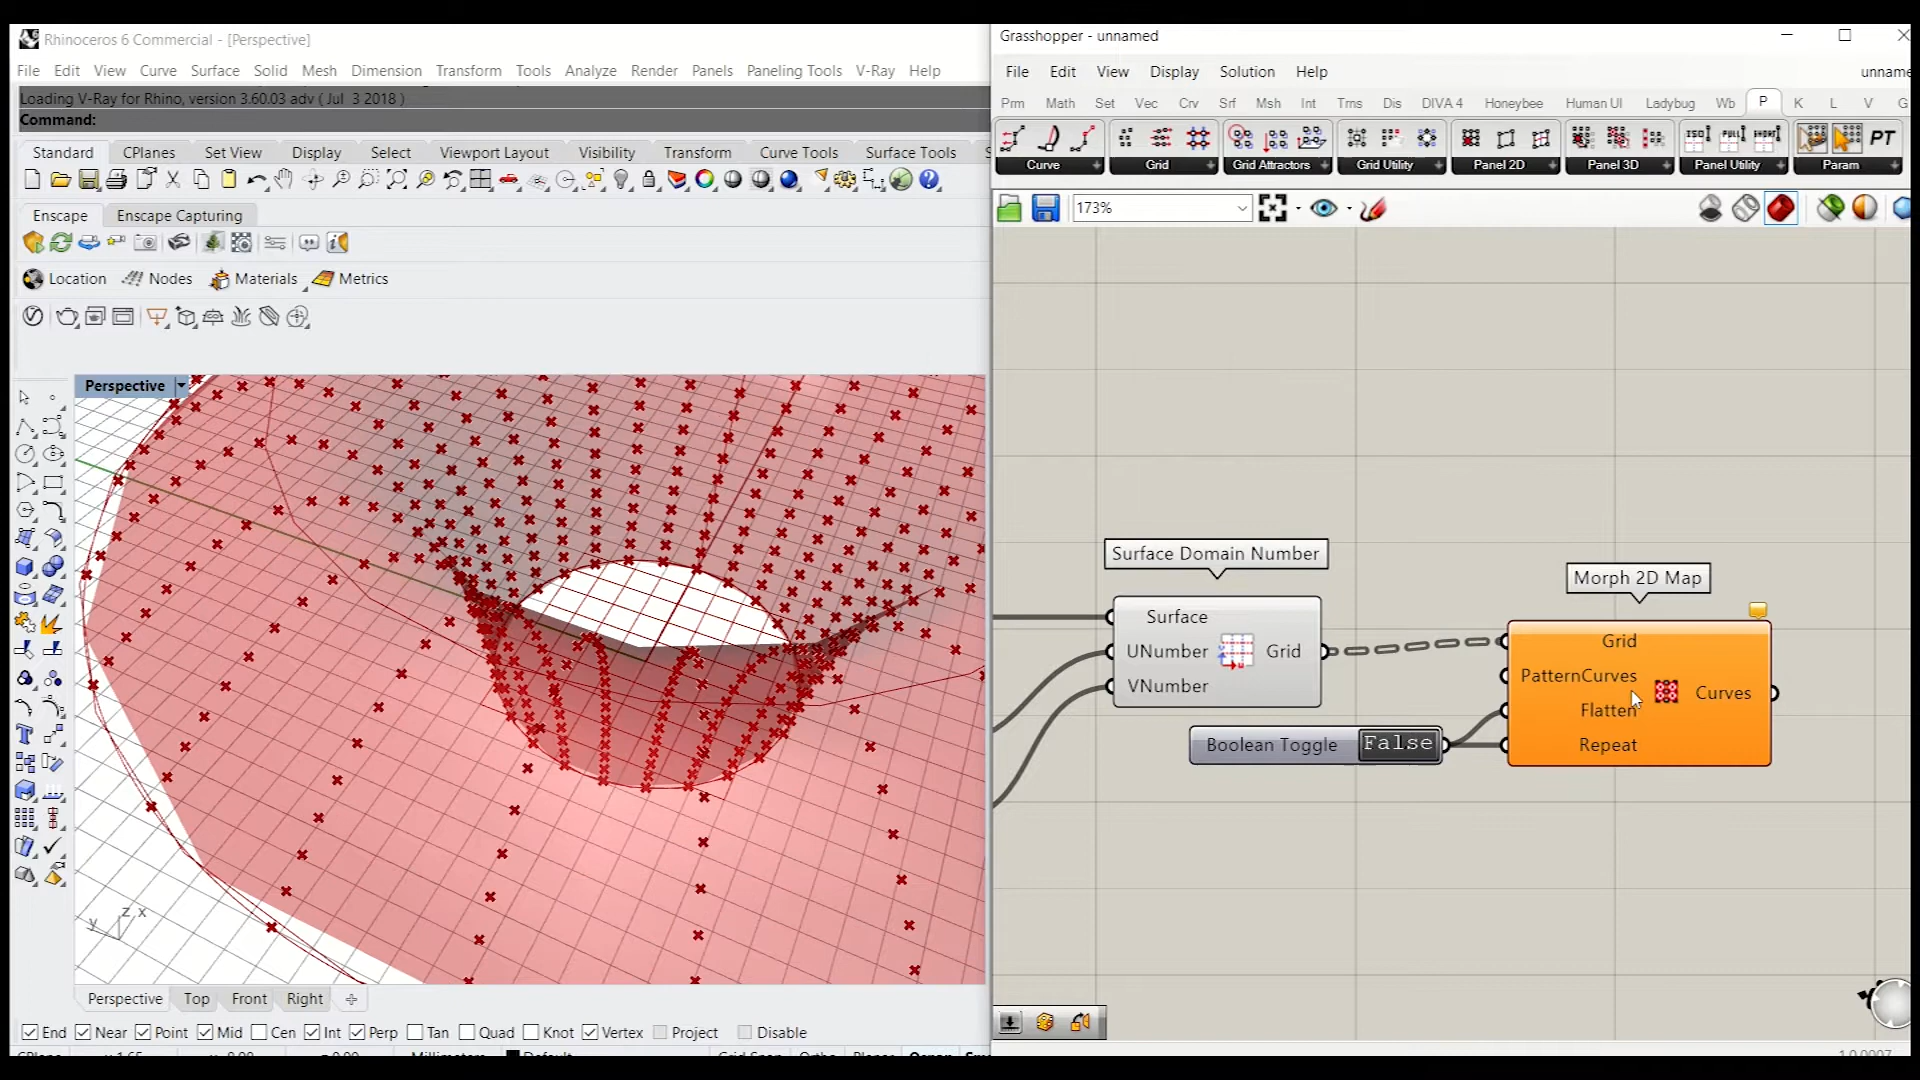 Rhinoceros 6 Commercial - [Perspective]
File Edit View Curve Surface Solid Mesh Dimension Transform Tools Analyze Render Panels Paneling Tools V-Ray Help
Loading V-Ray for Rhino, version 3.60.03 adv ( Jul 3 2018 )
Command:
Standard CPlanes Set View Display Select Viewport Layout Visibility Transform Curve Tools Surface Tools S
Enscape Enscape Capturing
Location Nodes Materials Metrics
Perspective
z x
y
Perspective Top Front Right
End Near Point Mid Cen Int Perp Tan Quad Knot Vertex Project Disable
Grasshopper - unnamed
File Edit View Display Solution Help unname
Prm Math Set Vec Crv Srf Msh Int Trns Dis DIVA 4 Honeybee Human UI Ladybug Wb P K L V G
ISO PULL SHORT PT
Curve Grid Grid Attractors Grid Utility Panel 2D Panel 3D Panel Utility Param
173%
Surface Domain Number
Surface
UNumber Grid
VNumber
Boolean Toggle False
Morph 2D Map
Grid
PatternCurves
Curves
Flatten
Repeat